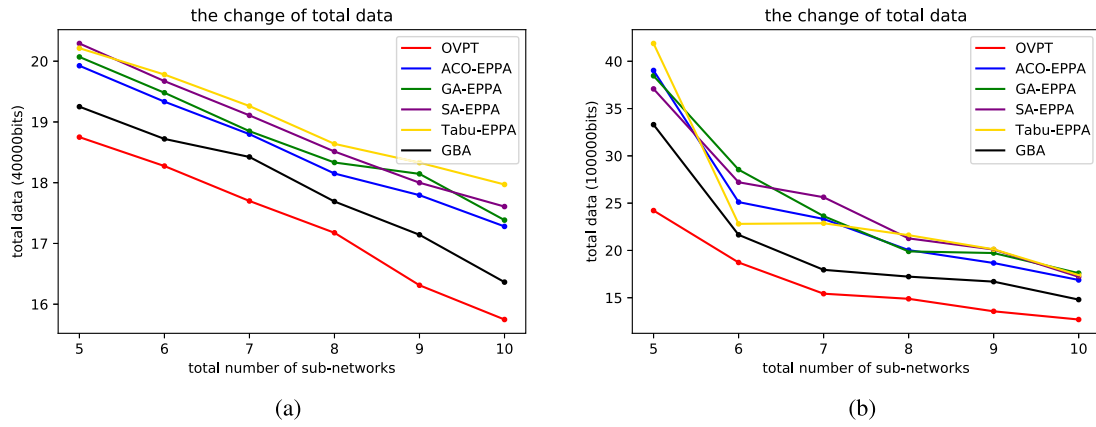 the change of total data
total data (40000bits)
20
19
18
17
16
5 6 7 8 9 10
total number of sub-networks
OVPT
ACO-EPPA
GA-EPPA
SA-EPPA
Tabu-EPPA
GBA
(a)
the change of total data
total data (100000bits)
40
35
30
25
20
15
5 6 7 8 9 10
total number of sub-networks
OVPT
ACO-EPPA
GA-EPPA
SA-EPPA
Tabu-EPPA
GBA
(b)